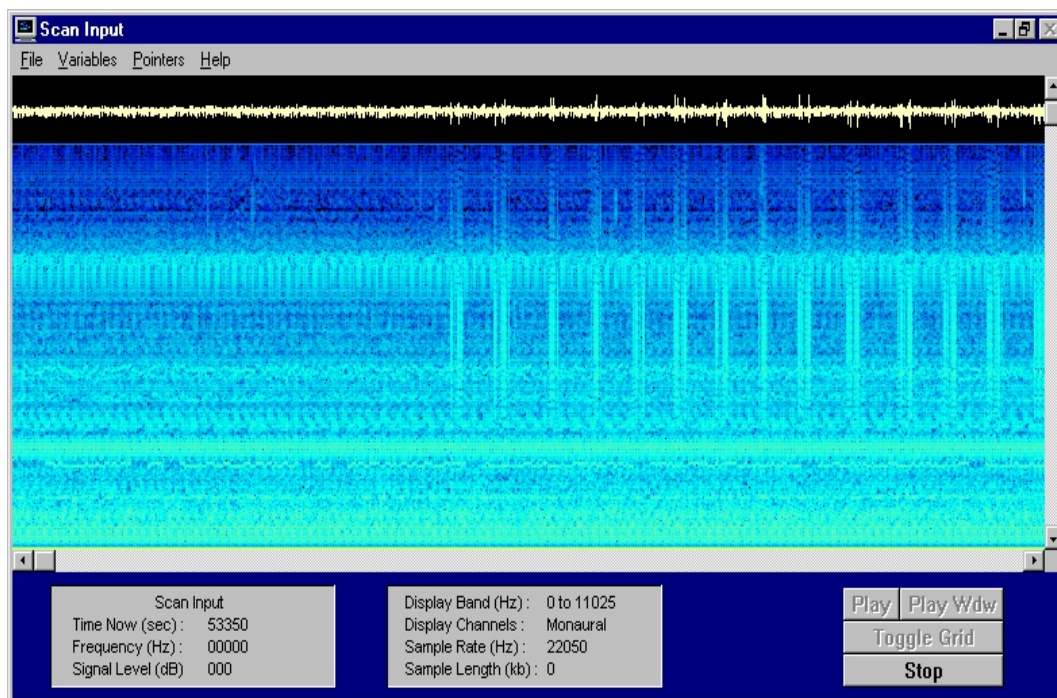 Scan Input
File Variables Pointers Help
Scan Input
Time Now (sec) : 53350
Frequency (Hz) : 00000
Signal Level (dB) 000
Display Band (Hz) : 0 to 11025
Display Channels : Monaural
Sample Rate (Hz) : 22050
Sample Length (kb) : 0
Play Play Wdw
Toggle Grid
Stop